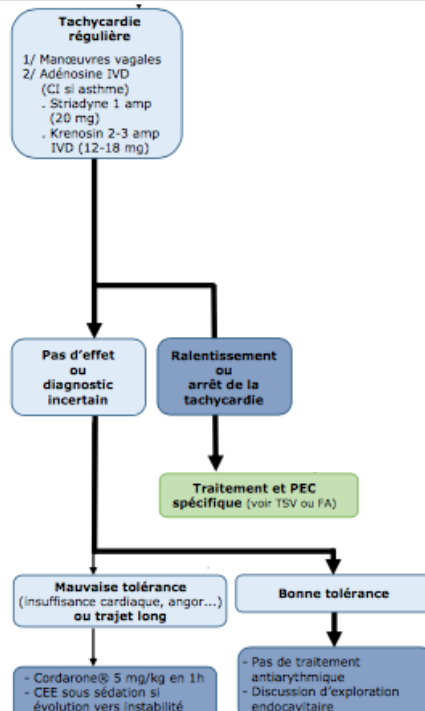 Tachycardie
régulière
1/ Manœuvres vagales
2/ Adénosine IVD
(CI si asthme)
. Striadyne 1 amp
(20 mg)
. Krenosin 2-3 amp
IVD (12-18 mg)
Pas d'effet
ou
diagnostic
incertain
Ralentissement
ou
arrêt de la
tachycardie
Traitement et PEC
spécifique (voir TSV ou FA)
Mauvaise tolérance
(insuffisance cardiaque, angor...)
ou trajet long
Bonne tolérance
- Cordarone® 5 mg/kg en 1h
- CEE sous sédation si
évolution vers instabilité
- Pas de traitement
antiarythmique
- Discussion d'exploration
endocavitaire